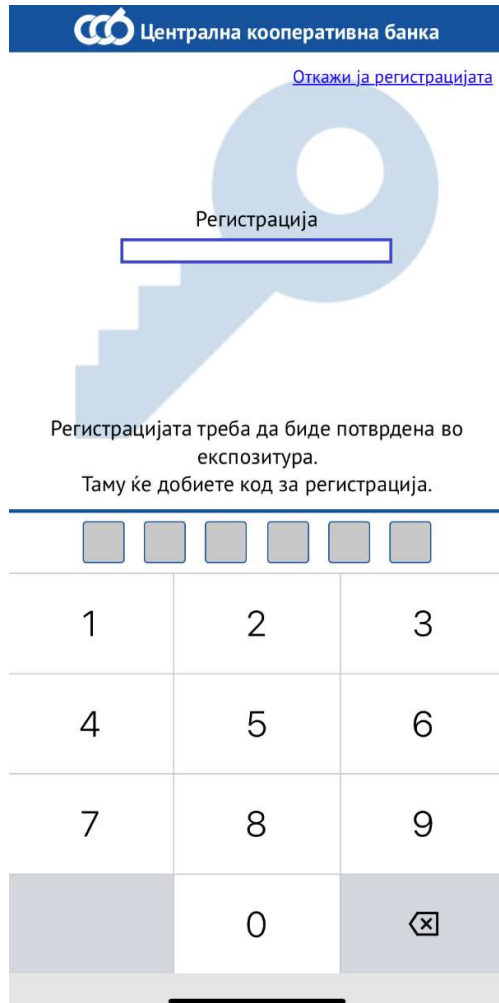 ССБ Централна кооперативна банка
Откажи ја регистрацијата
Регистрација
Регистрацијата треба да биде потврдена во
експозитура.
Таму ќе добиете код за регистрација.
1 2 3
4 5 6
7 8 9
0